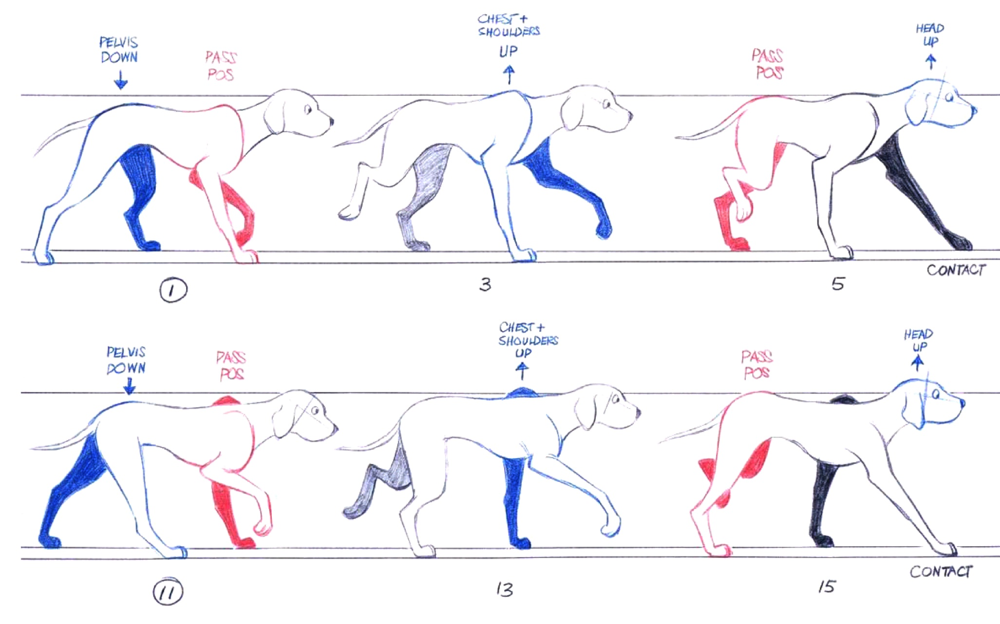 PELVIS
DOWN
PASS
POS
CHEST +
SHOULDERS
UP
PASS
POS
HEAD
UP
CONTACT
1
3
5
PELVIS
DOWN
PASS
POS
CHEST +
SHOULDERS
UP
PASS
POS
HEAD
UP
CONTACT
11
13
15